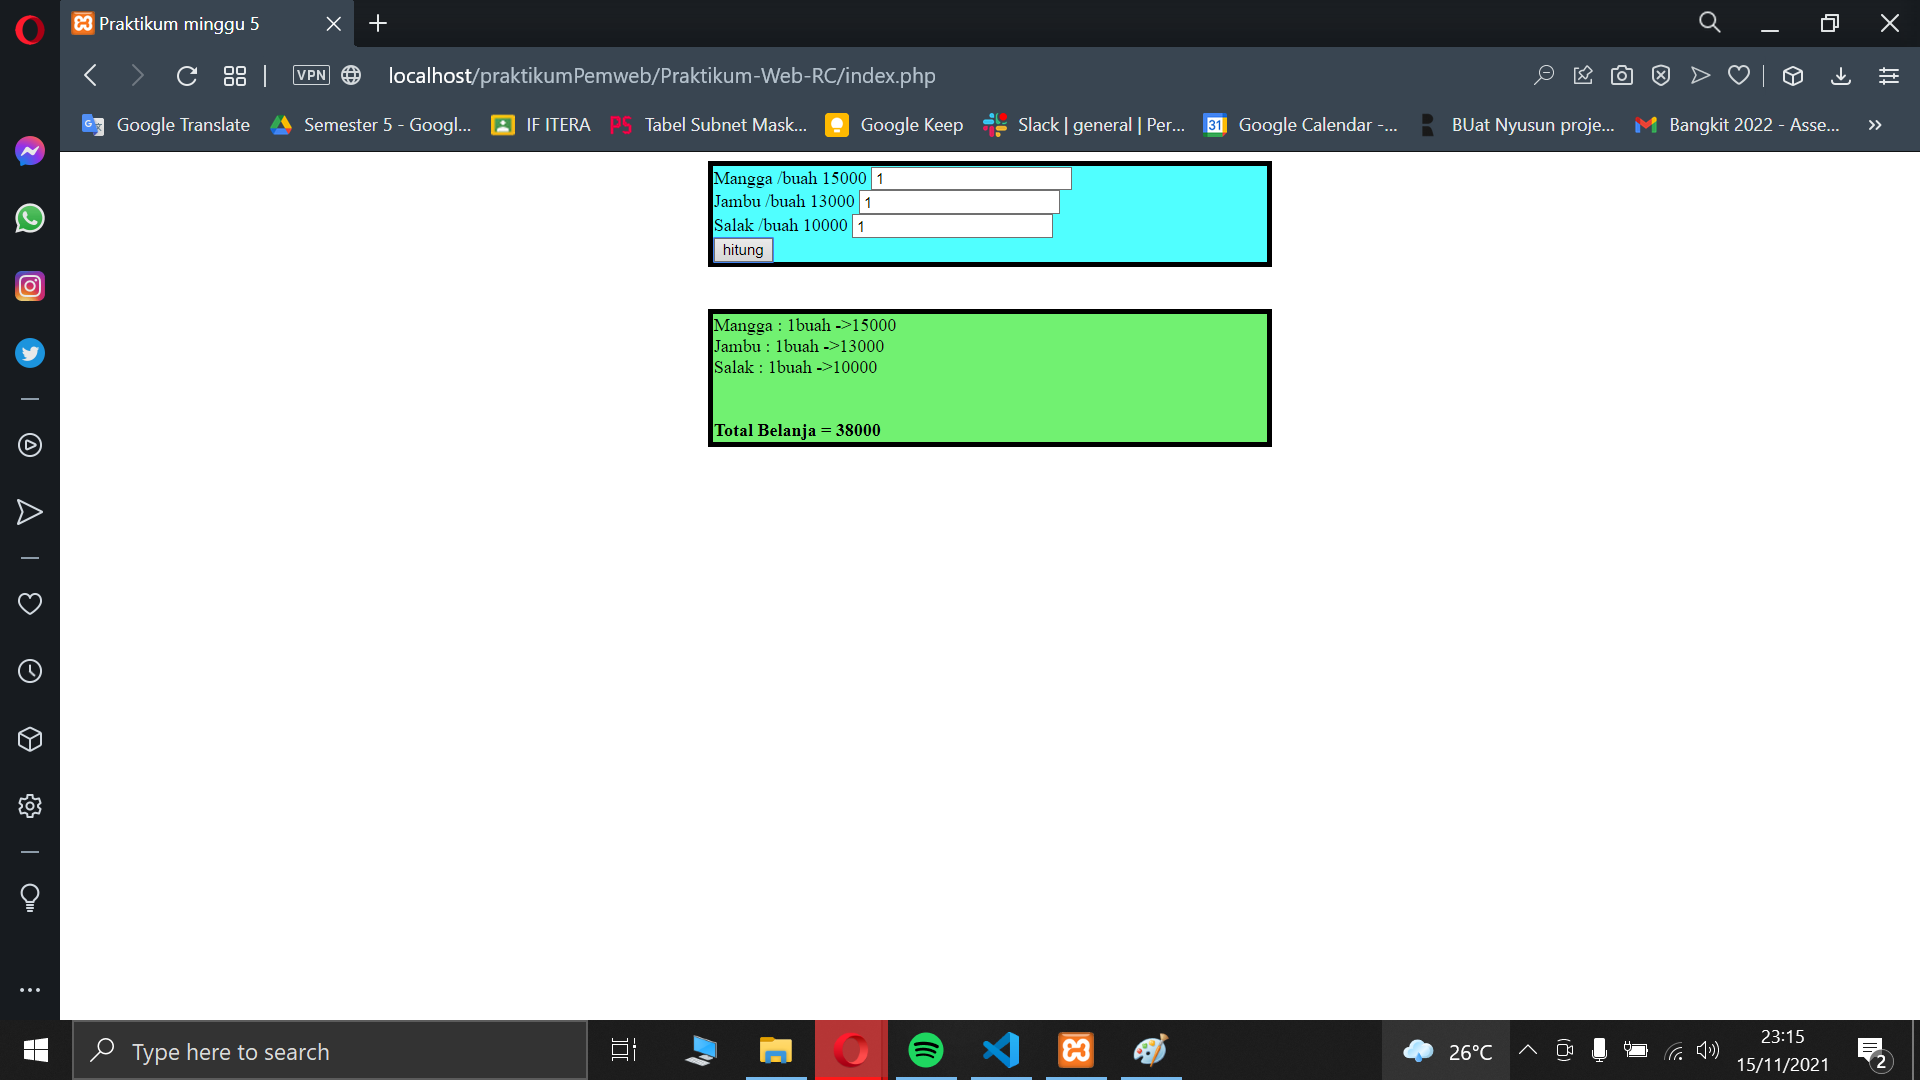 Praktikum minggu 5
VPN
localhost/praktikumPemweb/Praktikum-Web-RC/index.php
Google Translate
Semester 5 - Googl...
IF ITERA
PS Tabel Subnet Mask...
Google Keep
Slack | general | Per...
31 Google Calendar -...
BUat Nyusun proje...
Bangkit 2022 - Asse...
Mangga /buah 15000 1
Jambu /buah 13000 1
Salak /buah 10000 1
hitung
Mangga : 1buah ->15000
Jambu : 1buah ->13000
Salak : 1buah ->10000
Total Belanja = 38000
Type here to search
26°C
23:15
15/11/2021
2